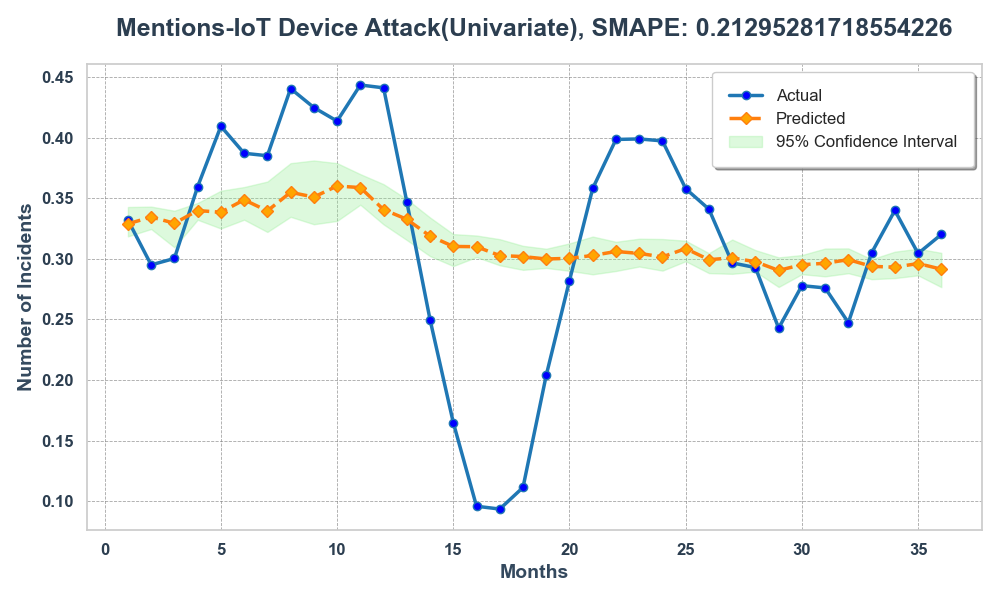 Mentions-IoT Device Attack(Univariate), SMAPE: 0.21295281718554226
Actual
Predicted
95% Confidence Interval
Number of Incidents
0.45
0.40
0.35
0.30
0.25
0.20
0.15
0.10
0 5 10 15 20 25 30 35
Months